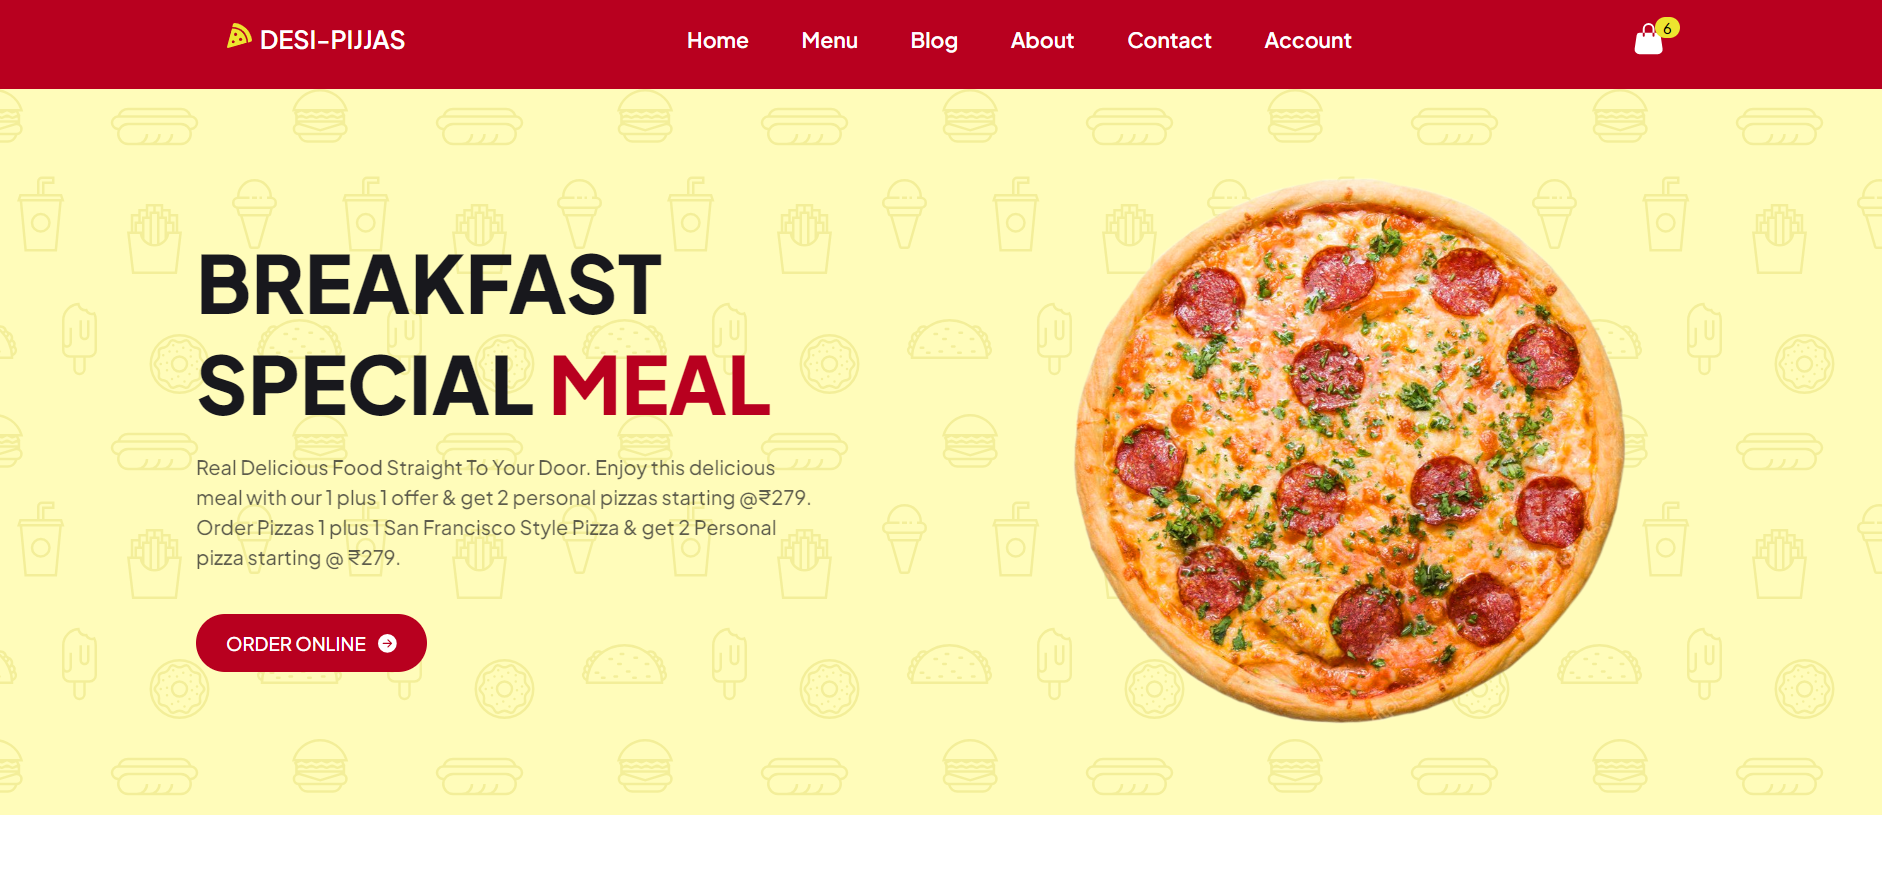 DESI-PIJJAS
Home
Menu
Blog
About
Contact
Account
6
BREAKFAST
SPECIAL MEAL
Real Delicious Food Straight To Your Door. Enjoy this delicious
meal with our 1 plus 1 offer & get 2 personal pizzas starting @₹279.
Order Pizzas 1 plus 1 San Francisco Style Pizza & get 2 Personal
pizza starting @ ₹279.
ORDER ONLINE